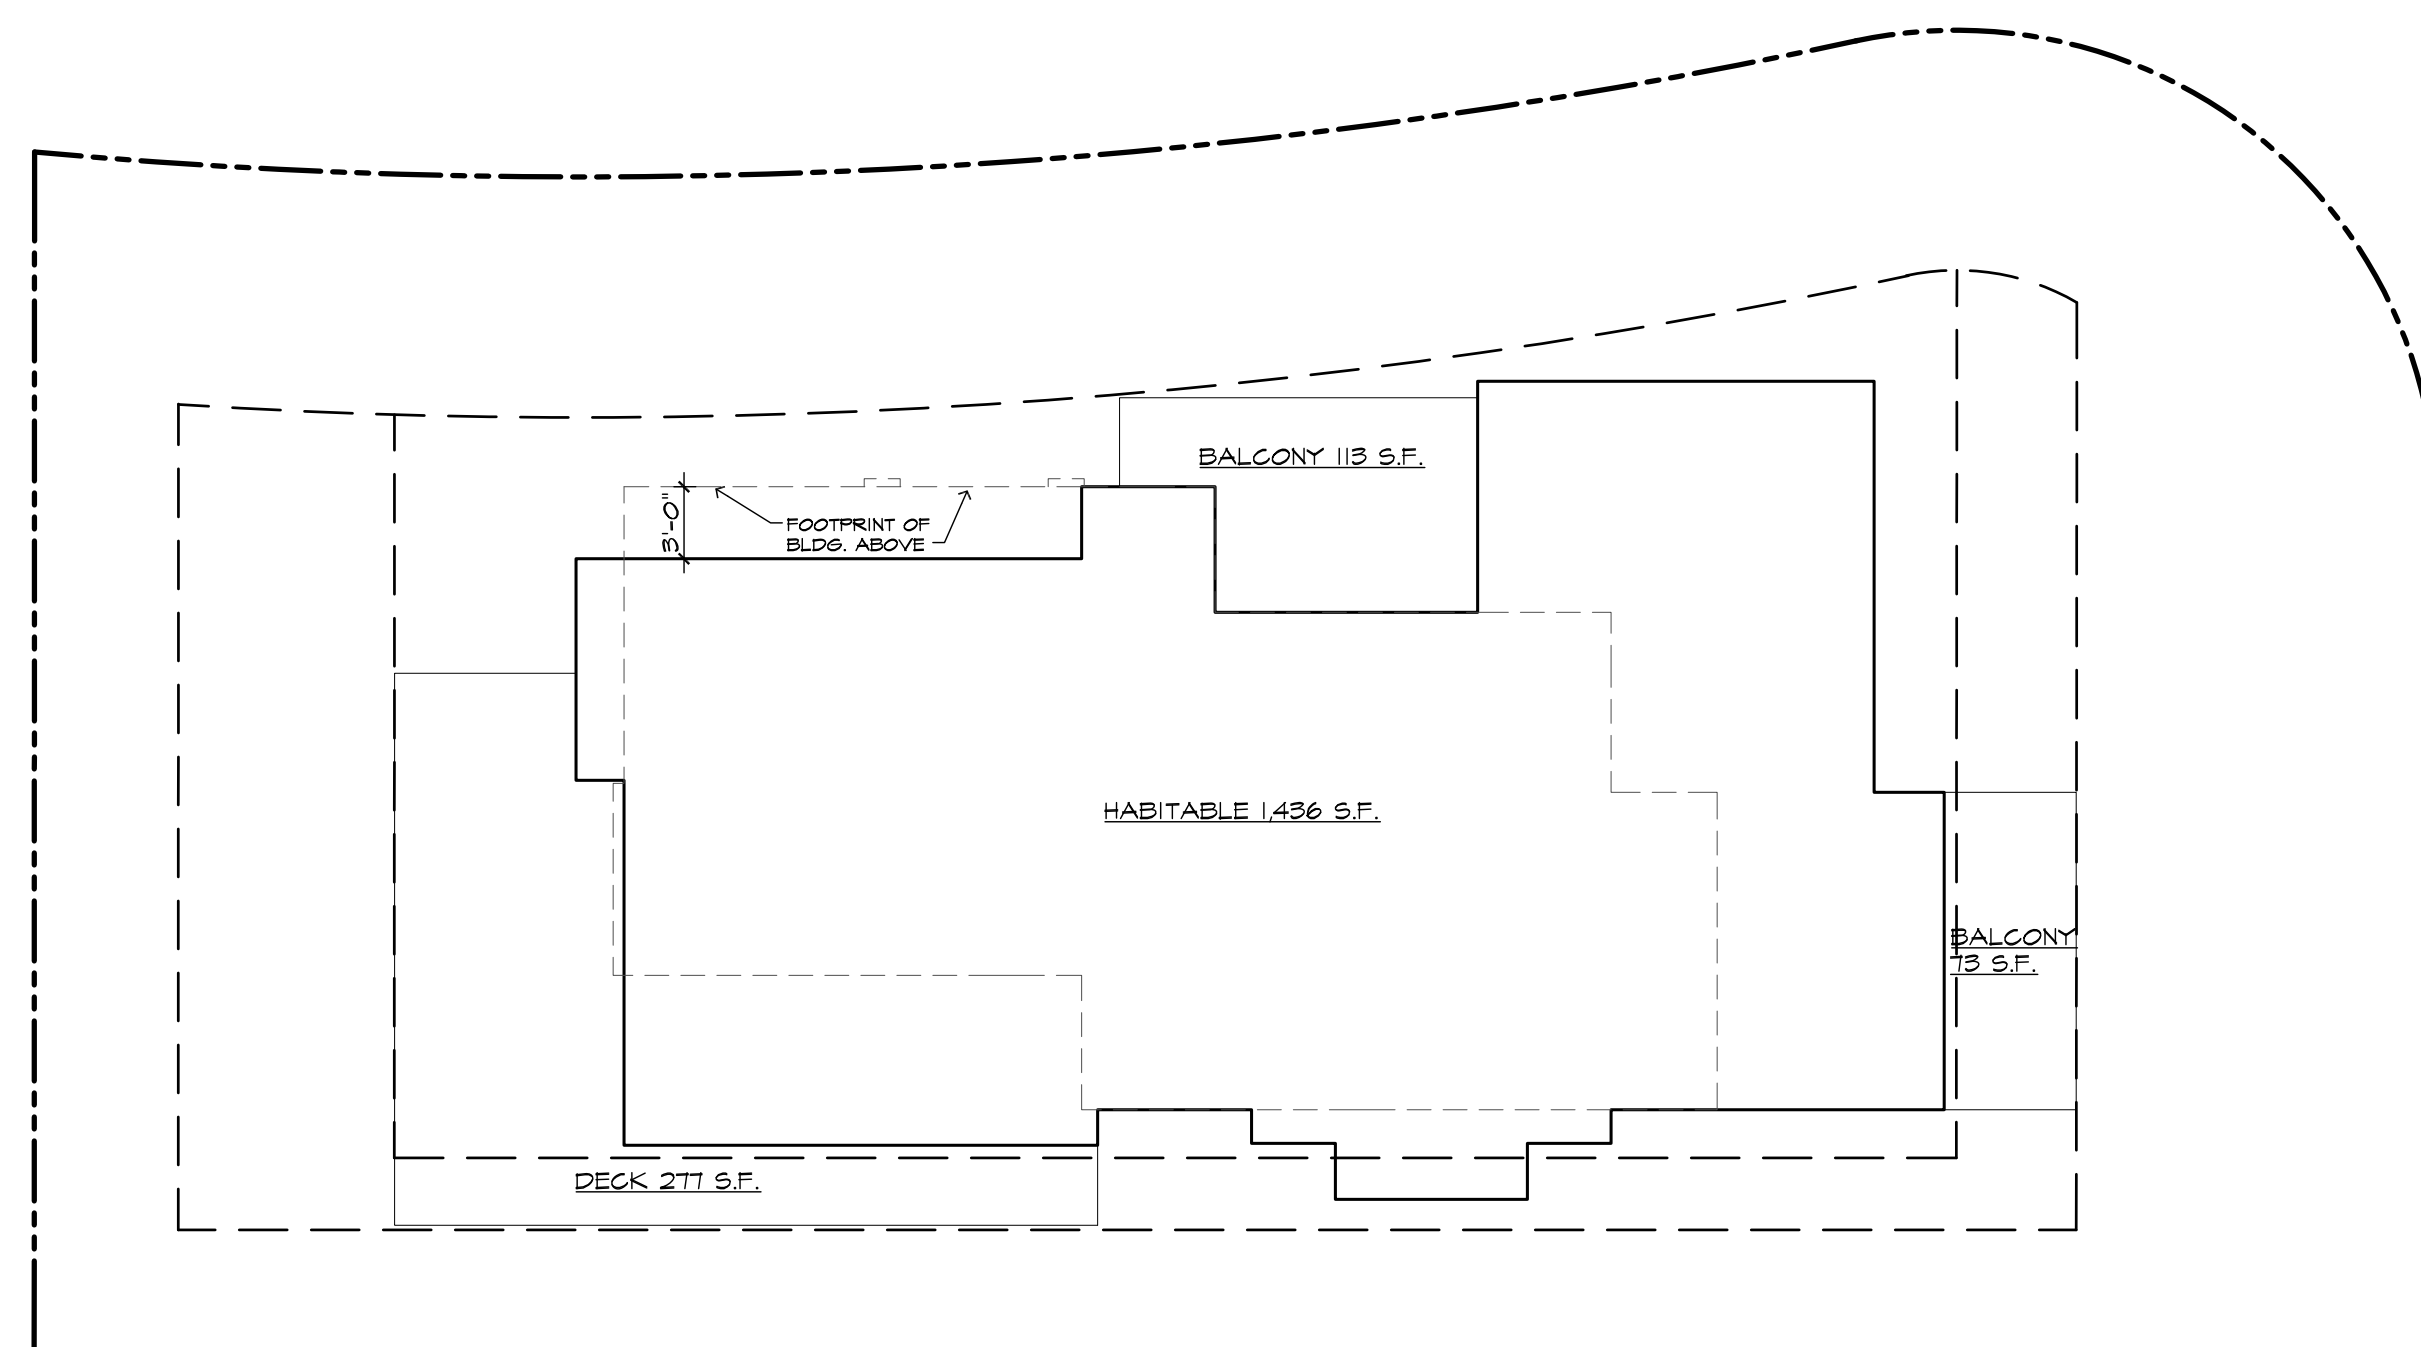 BALCONY 113 S.F.
3'-0"
FOOTPRINT OF
BLDG. ABOVE
HABITABLE 1,436 S.F.
BALCONY
73 S.F.
DECK 277 S.F.